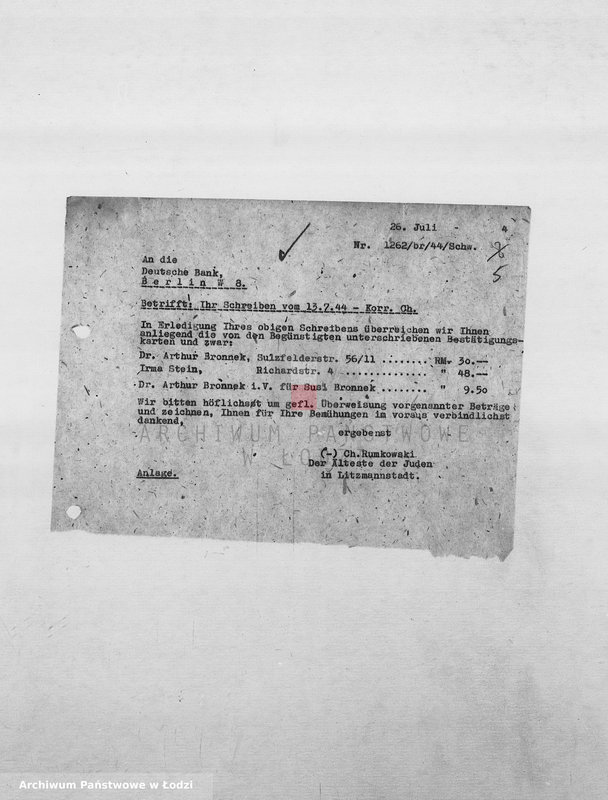 26. Juli - 4
Nr. 1262/br/44/Schw.
5
An die
Deutsche Bank,
B e r l i n W 8.
Betrifft: Ihr Schreiben vom 13.7.44 - Korr. Ch.
In Erledigung Ihres obigen Schreibens überreichen wir Ihnen
anliegend die von den Begünstigten unterschriebenen Bestätigungs-
karten und zwar:
Dr. Arthur Bronnek, Sulzfelderstr. 56/11 ........ RM. 30.--
Irma Stein, Richardstr. 4 ............... " 48.--
Dr. Arthur Bronnek i.V. für Susi Bronnek ........ " 9.50
Wir bitten höflichst um gefl. Überweisung vorgenannter Beträge
und zeichnen, Ihnen für Ihre Bemühungen im voraus verbindlichst
dankend,
ergebenst
ARCHIWUM PAŃSTWOWE
W ŁODZI
(-) Ch.Rumkowski
Der Älteste der Juden
in Litzmannstadt.
Anlage.
Archiwum Państwowe w Łodzi